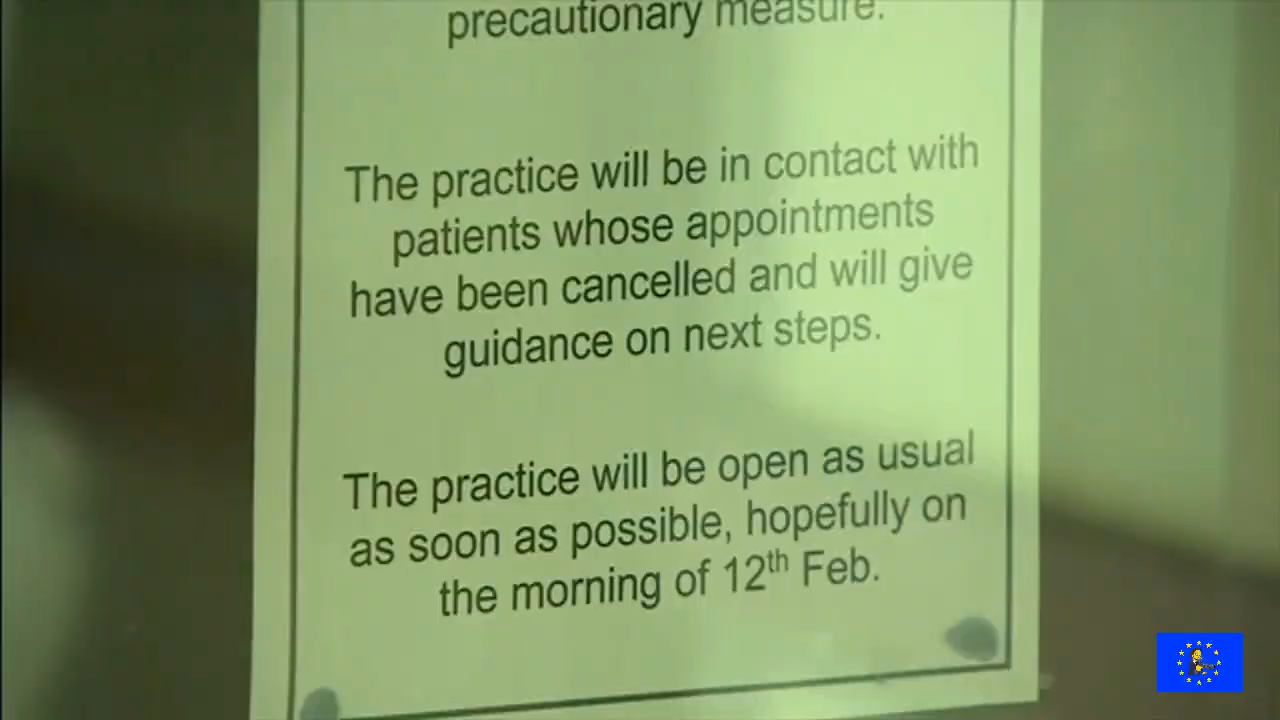 precautionary measure.
The practice will be in contact with
patients whose appointments
have been cancelled and will give
guidance on next steps.
The practice will be open as usual
as soon as possible, hopefully on
the morning of 12th Feb.